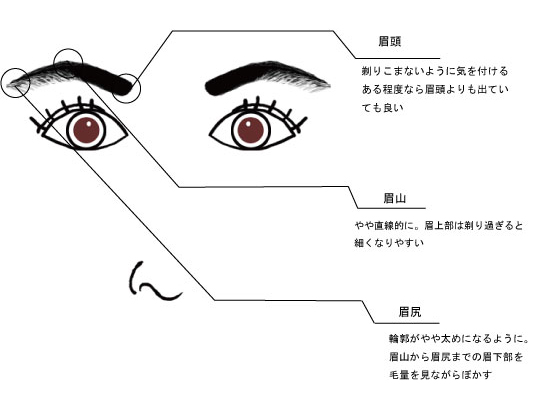 眉頭
剃りこまないように気を付ける
ある程度なら眉頭よりも出てい
ても良い
眉山
やや直線的に。眉上部は剃り過ぎると
細くなりやすい
眉尻
輪郭がやや太めになるように。
眉山から眉尻までの眉下部を
毛量を見ながらぼかす